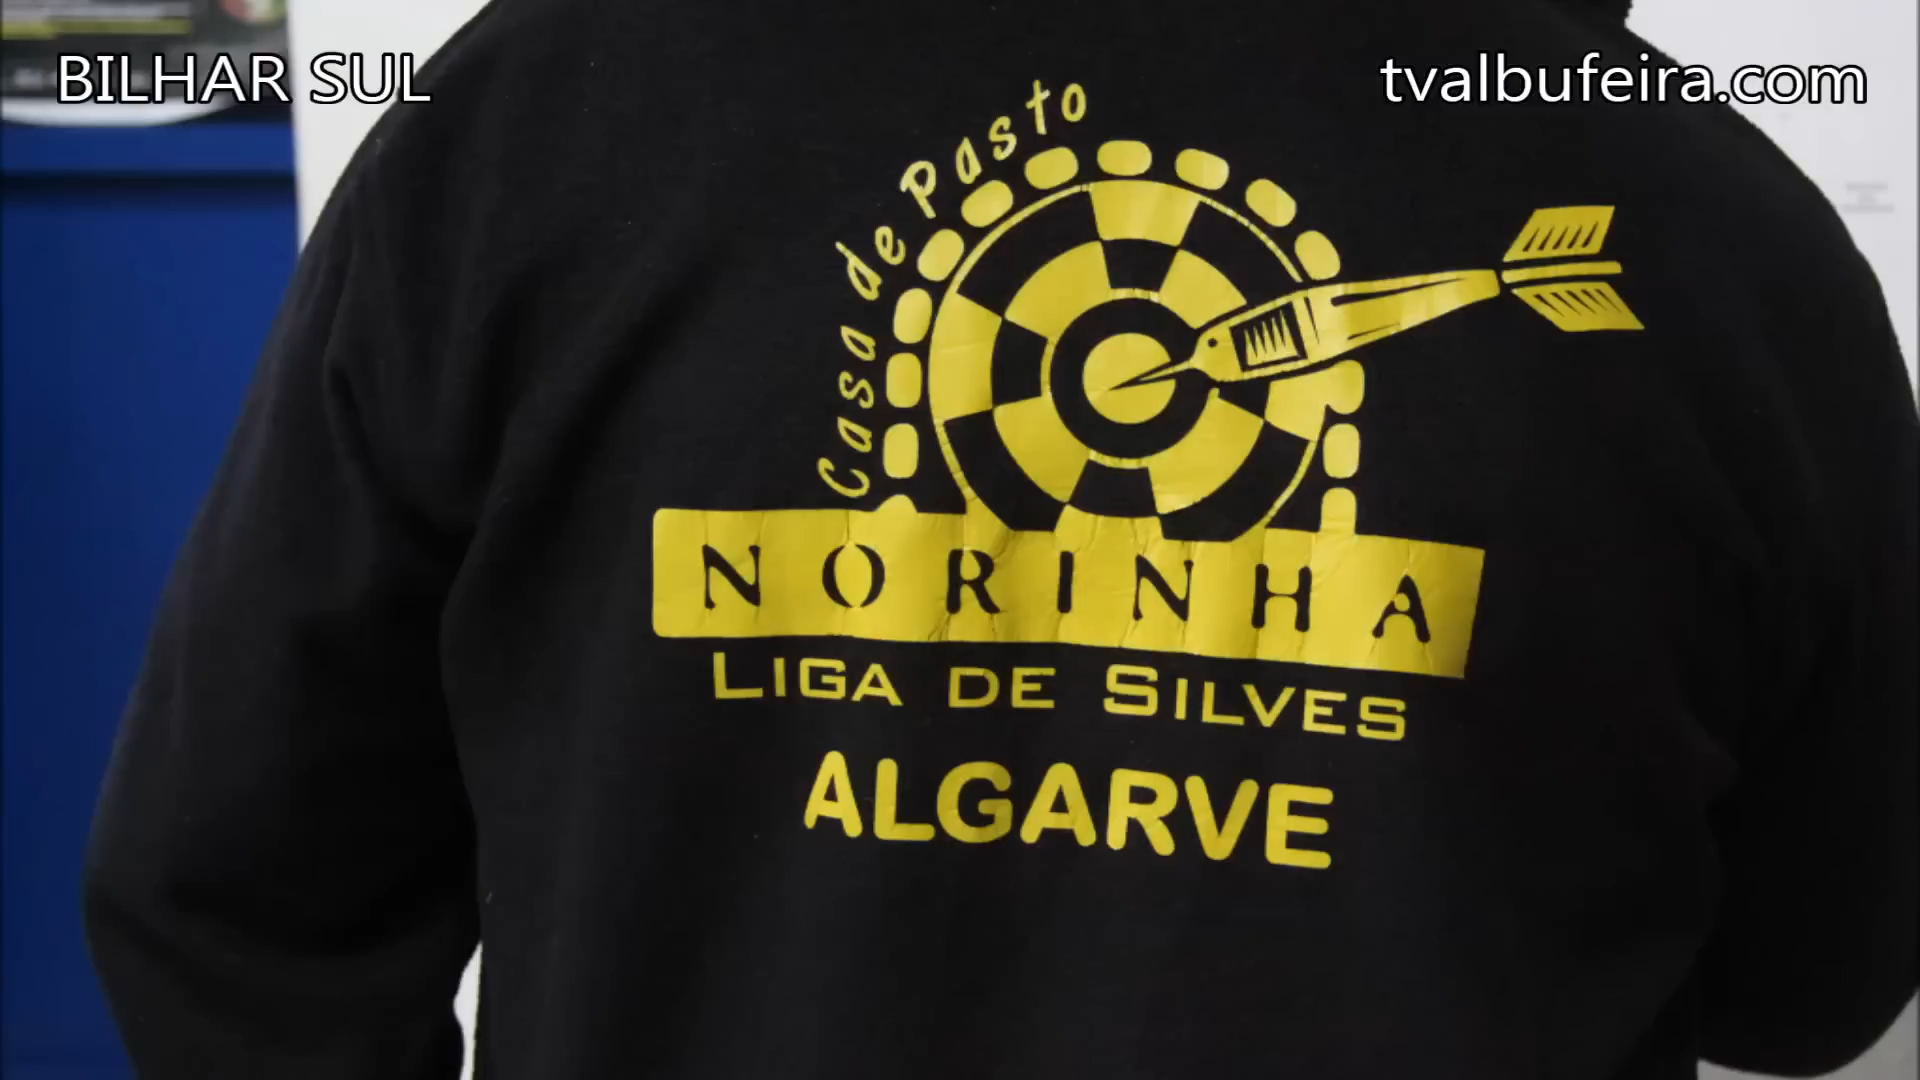 BILHAR SUL
tvalbufeira.com
Casa de Pasto
NORINHA
LIGA DE SILVES
ALGARVE